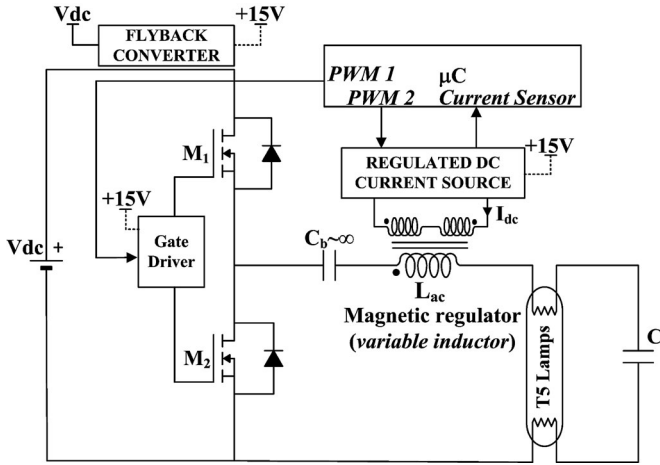 Vdc
FLYBACK
CONVERTER
+15V
PWM 1
µC
PWM 2
Current Sensor
M1
REGULATED DC
CURRENT SOURCE
+15V
+15V
Idc
Vdc +
Gate
Driver
Cb~∞
Lac
Magnetic regulator
(variable inductor)
M2
T5 Lamps
C